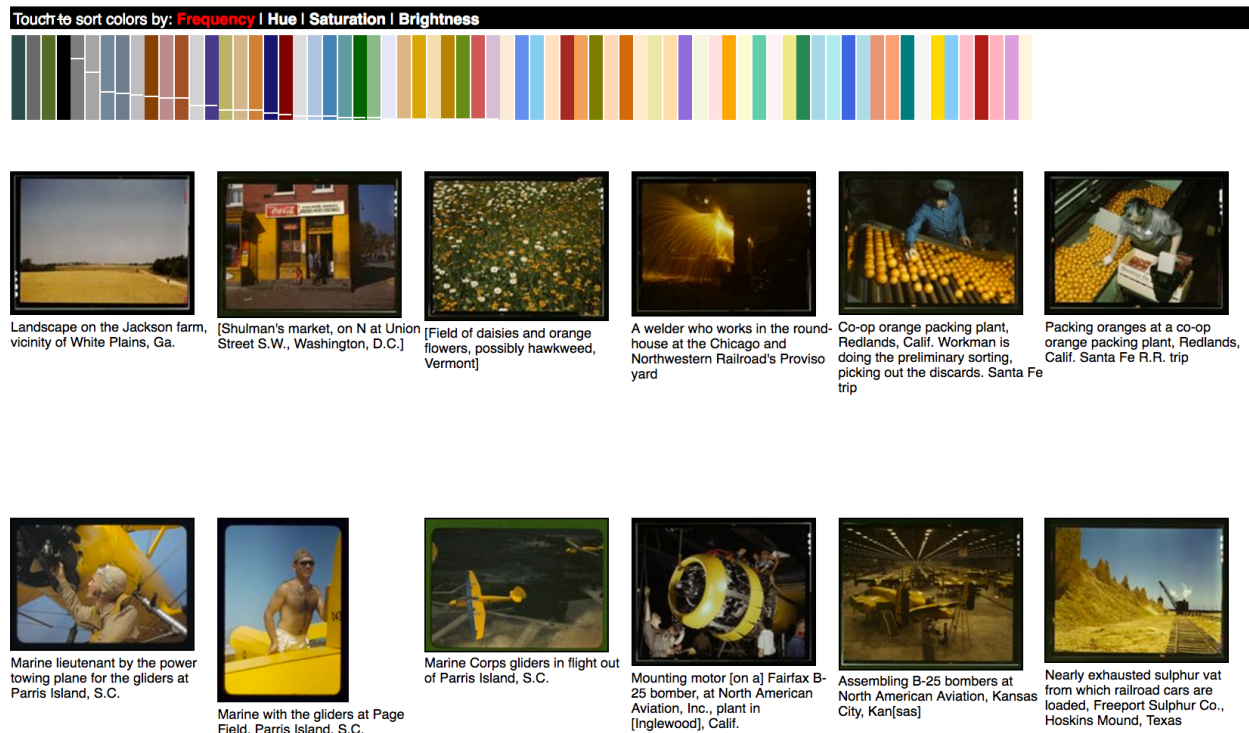 Touch to sort colors by: Frequency | Hue | Saturation | Brightness
Coca-Cola
Landscape on the Jackson farm,
vicinity of White Plains, Ga.
[Shulman's market, on N at Union
Street S.W., Washington, D.C.]
[Field of daisies and orange
flowers, possibly hawkweed,
Vermont]
A welder who works in the round-
house at the Chicago and
Northwestern Railroad's Proviso
yard
Co-op orange packing plant,
Redlands, Calif. Workman is
doing the preliminary sorting,
picking out the discards. Santa Fe
trip
Packing oranges at a co-op
orange packing plant, Redlands,
Calif. Santa Fe R.R. trip
Marine lieutenant by the power
towing plane for the gliders at
Parris Island, S.C.
Marine with the gliders at Page
Field, Parris Island, S.C.
Marine Corps gliders in flight out
of Parris Island, S.C.
Mounting motor [on a] Fairfax B-
25 bomber, at North American
Aviation, Inc., plant in
[Inglewood], Calif.
Assembling B-25 bombers at
North American Aviation, Kansas
City, Kan[sas]
Nearly exhausted sulphur vat
from which railroad cars are
loaded, Freeport Sulphur Co.,
Hoskins Mound, Texas